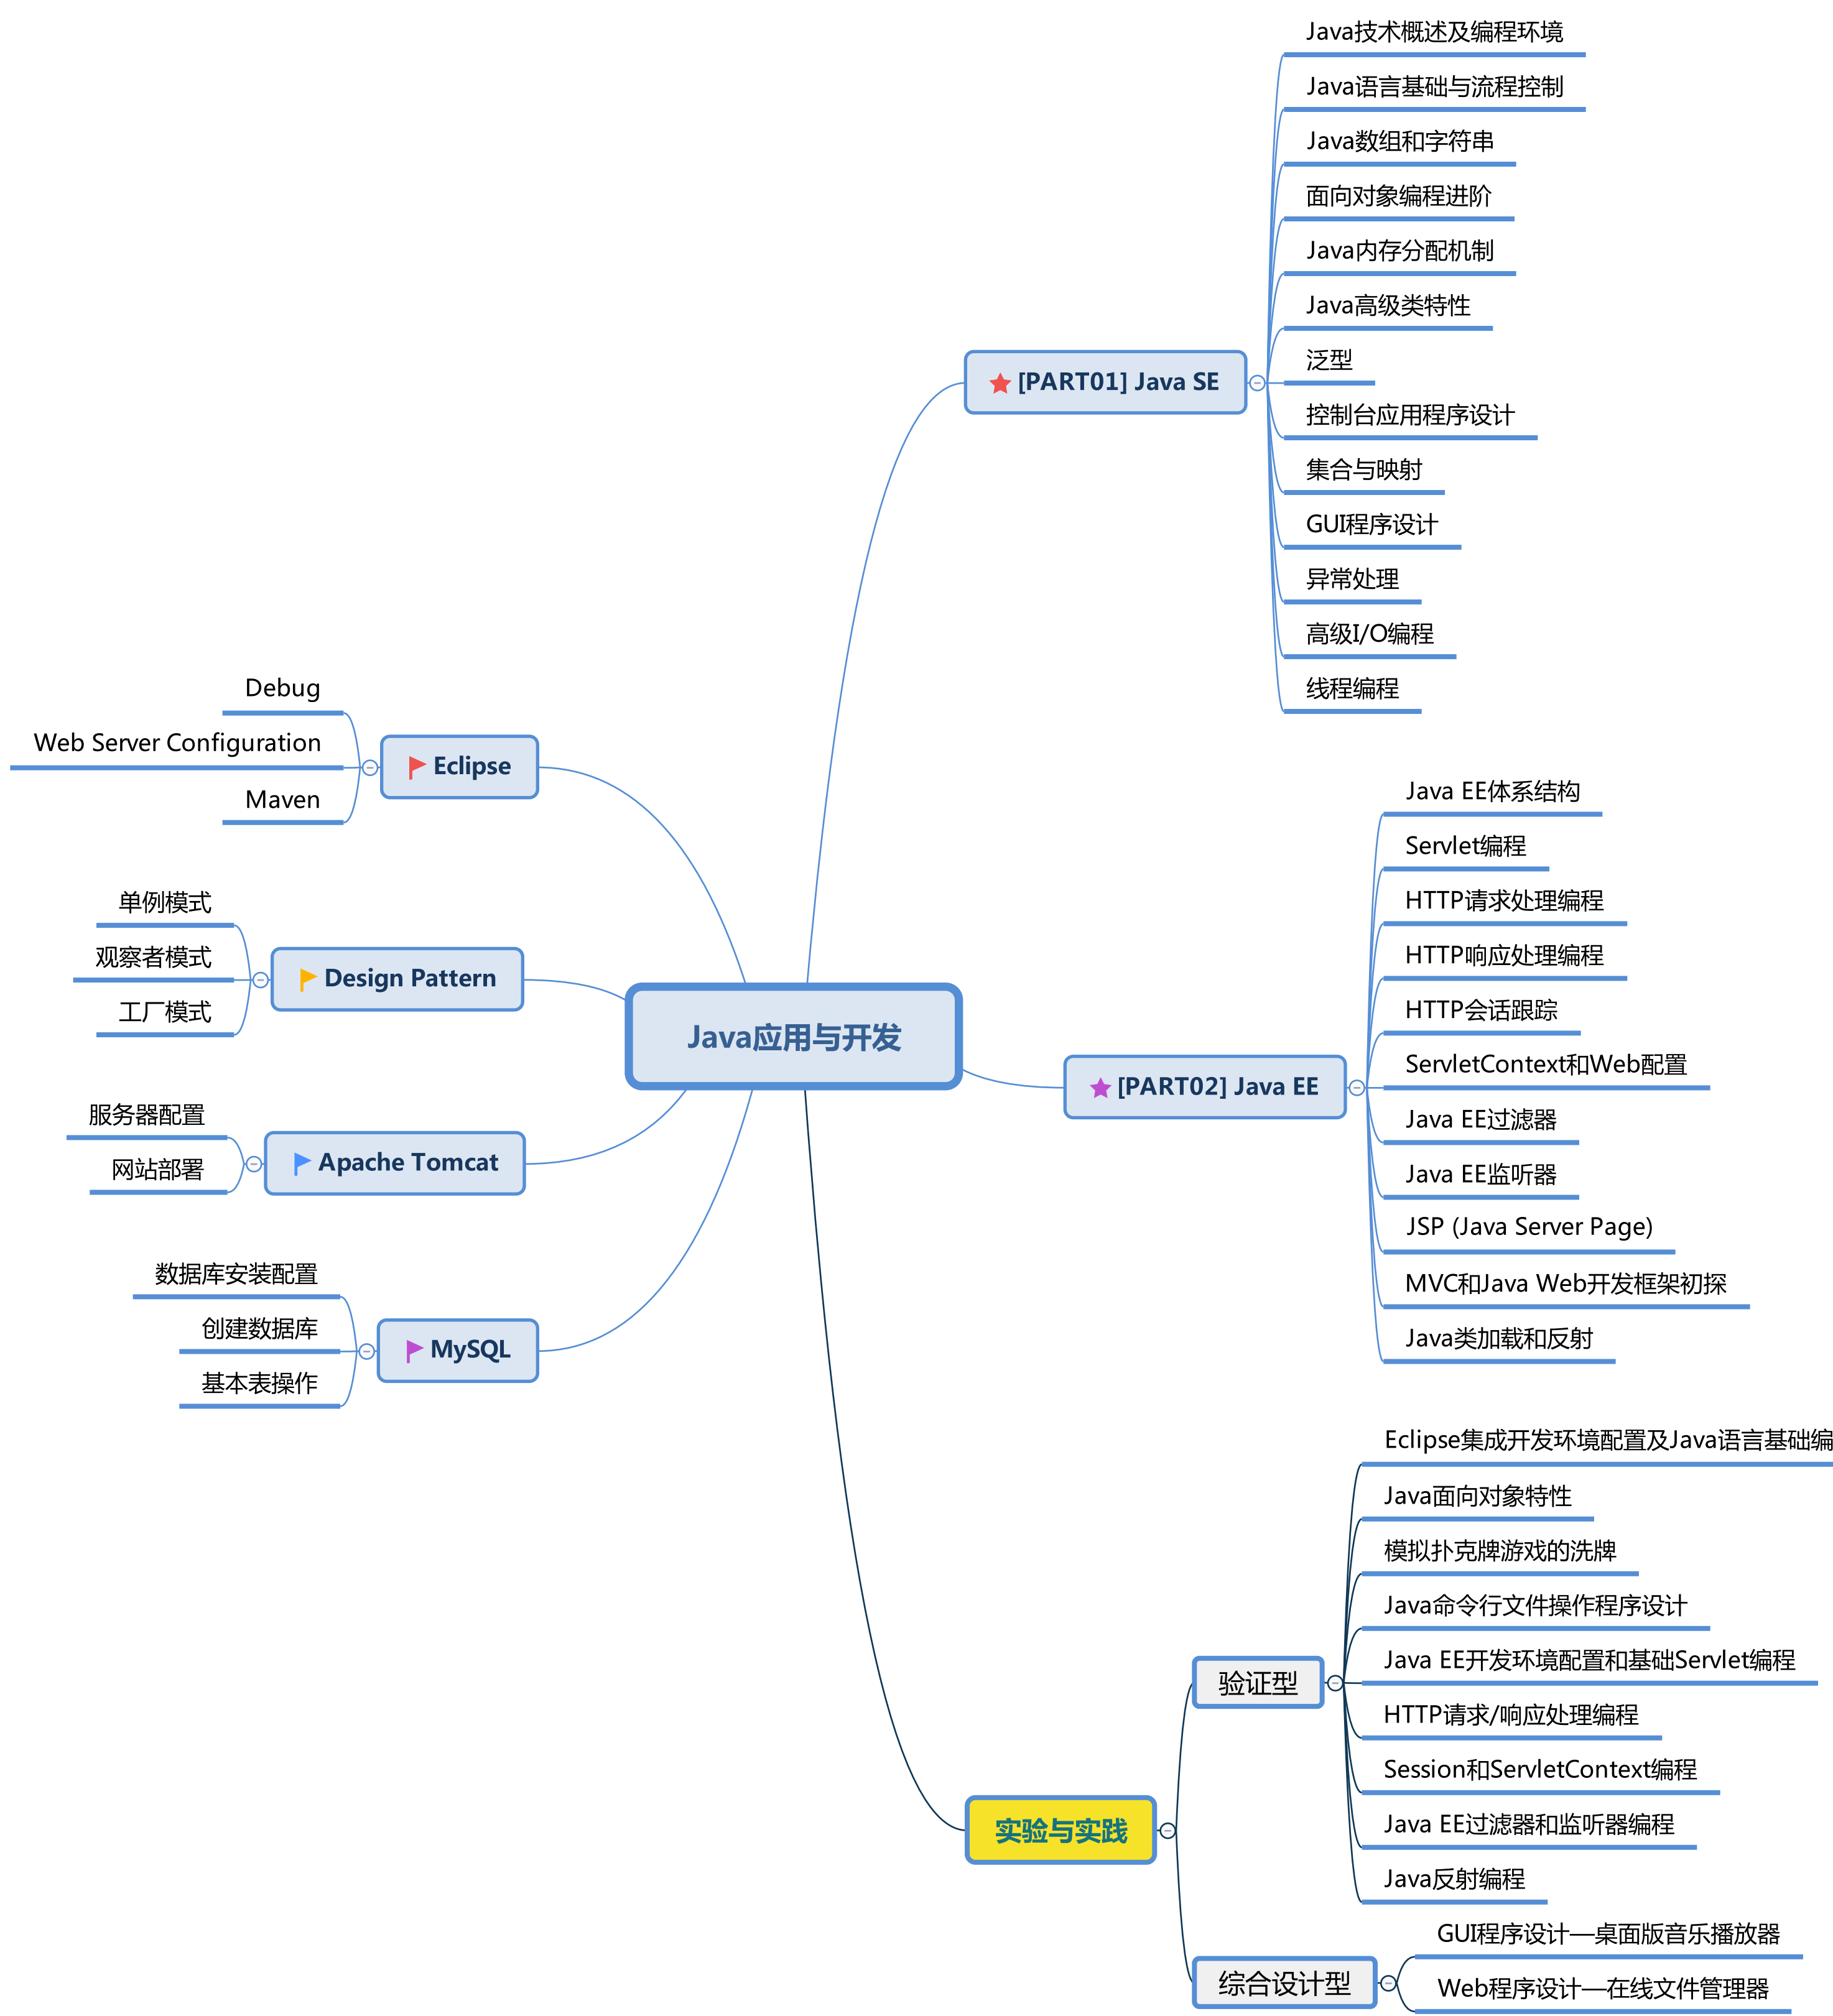 Java应用与开发
[PART01] Java SE
Java技术概述及编程环境
Java语言基础与流程控制
Java数组和字符串
面向对象编程进阶
Java内存分配机制
Java高级类特性
泛型
控制台应用程序设计
集合与映射
GUI程序设计
异常处理
高级I/O编程
线程编程
[PART02] Java EE
Java EE体系结构
Servlet编程
HTTP请求处理编程
HTTP响应处理编程
HTTP会话跟踪
ServletContext和Web配置
Java EE过滤器
Java EE监听器
JSP (Java Server Page)
MVC和Java Web开发框架初探
Java类加载和反射
实验与实践
验证型
Eclipse集成开发环境配置及Java语言基础编
Java面向对象特性
模拟扑克牌游戏的洗牌
Java命令行文件操作程序设计
Java EE开发环境配置和基础Servlet编程
HTTP请求/响应处理编程
Session和ServletContext编程
Java EE过滤器和监听器编程
Java反射编程
综合设计型
GUI程序设计—桌面版音乐播放器
Web程序设计—在线文件管理器
Eclipse
Debug
Web Server Configuration
Maven
Design Pattern
单例模式
观察者模式
工厂模式
Apache Tomcat
服务器配置
网站部署
MySQL
数据库安装配置
创建数据库
基本表操作